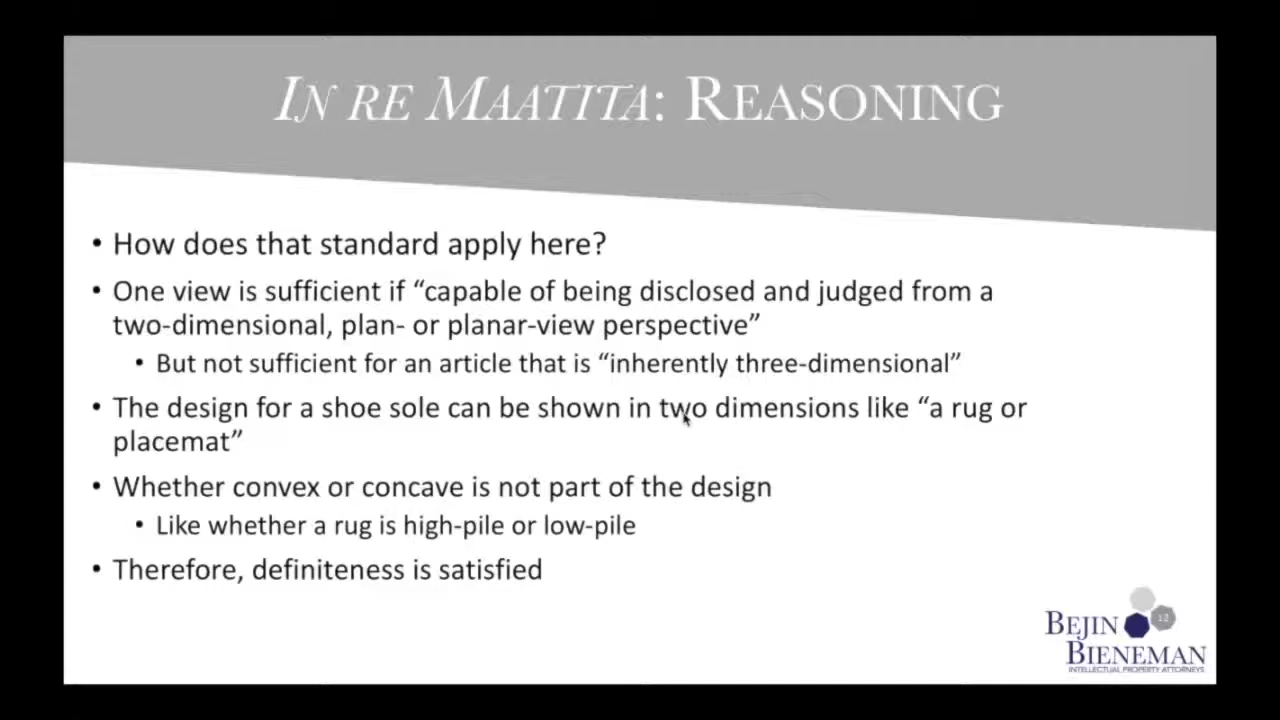 IN RE MAATITA: REASONING
• How does that standard apply here?
• One view is sufficient if “capable of being disclosed and judged from a
two-dimensional, plan- or planar-view perspective”
• But not sufficient for an article that is “inherently three-dimensional”
• The design for a shoe sole can be shown in two dimensions like “a rug or
placemat”
• Whether convex or concave is not part of the design
• Like whether a rug is high-pile or low-pile
• Therefore, definiteness is satisfied
12
BEJIN
BIENEMAN
INTELLECTUAL PROPERTY ATTORNEYS